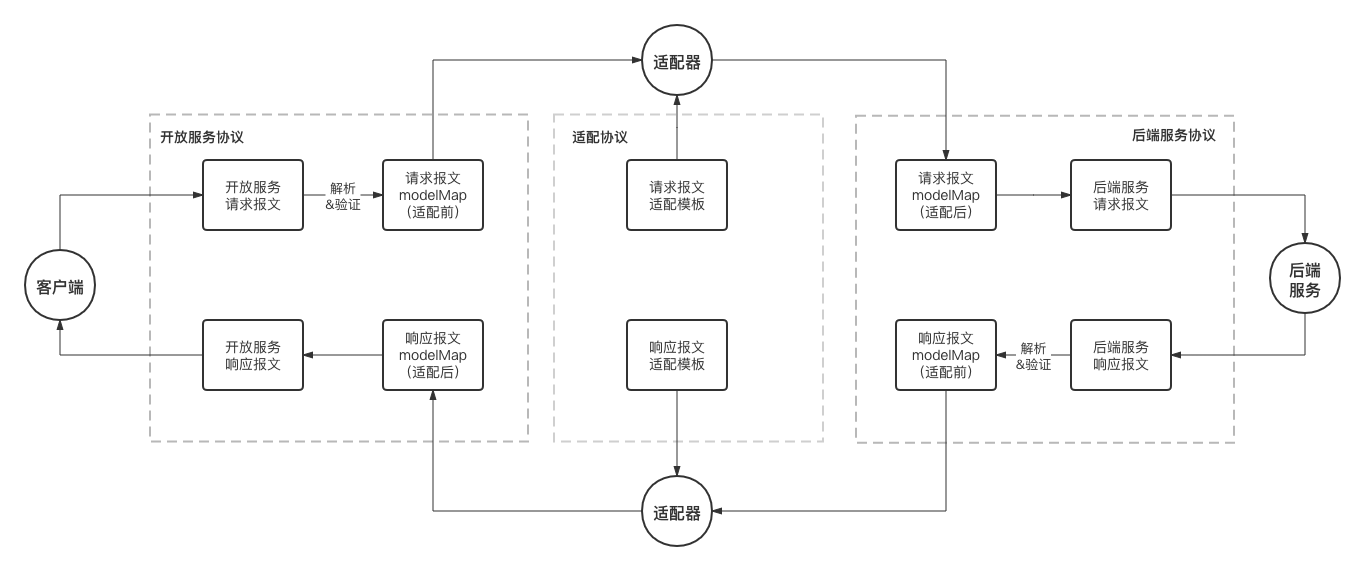 适配器
开放服务协议
适配协议
后端服务协议
开放服务
请求报文
解析
&验证
请求报文
modelMap
(适配前)
请求报文
适配模板
请求报文
modelMap
(适配后)
后端服务
请求报文
客户端
后端
服务
开放服务
响应报文
响应报文
modelMap
(适配后)
响应报文
适配模板
响应报文
modelMap
(适配前)
解析
&验证
后端服务
响应报文
适配器